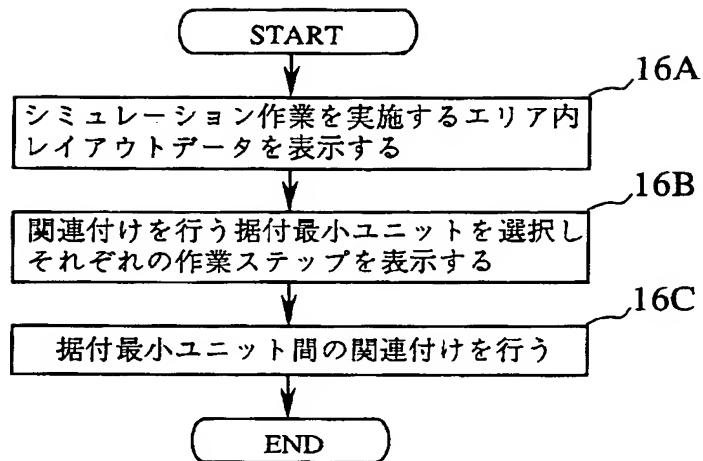 START
16A
シミュレーション作業を実施するエリア内
レイアウトデータを表示する
16B
関連付けを行う据付最小ユニットを選択し
それぞれの作業ステップを表示する
16C
据付最小ユニット間の関連付けを行う
END